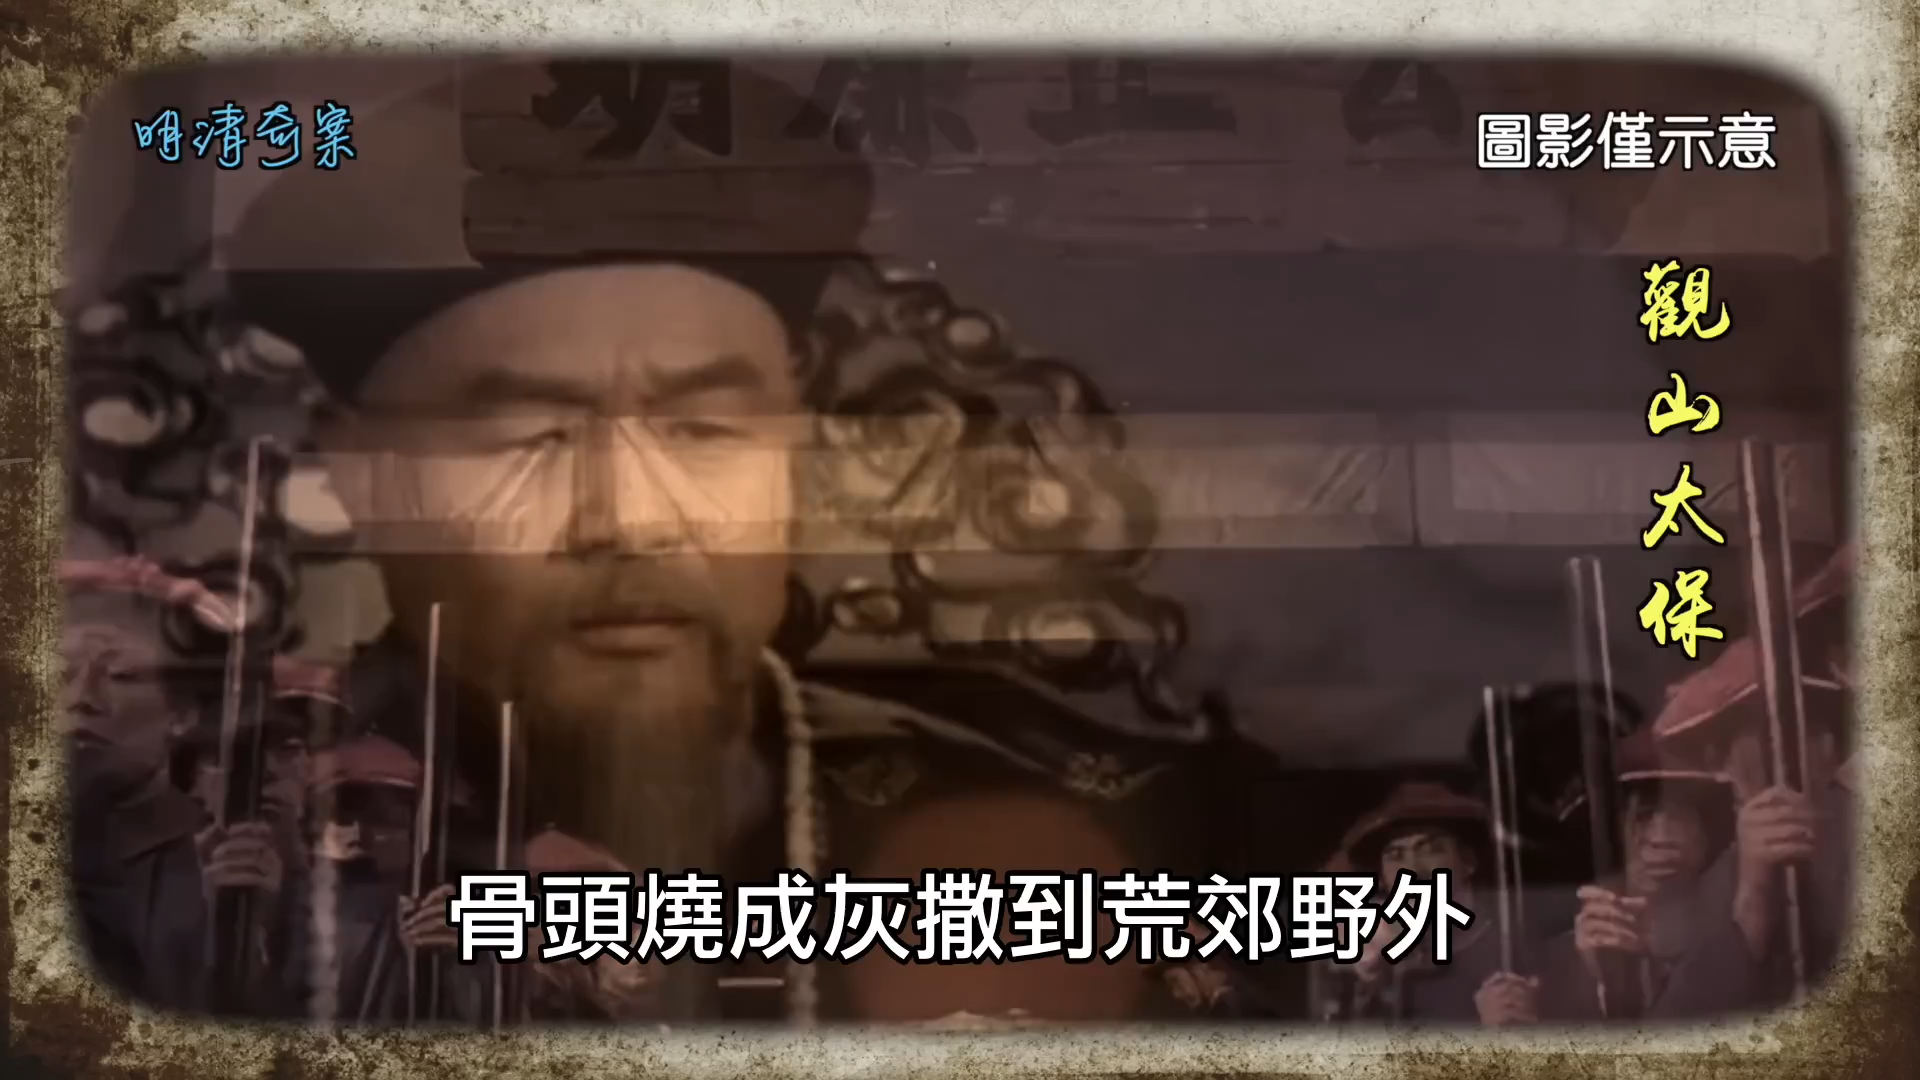 明清奇案
圖影僅示意
觀山太保
骨頭燒成灰撒到荒郊野外